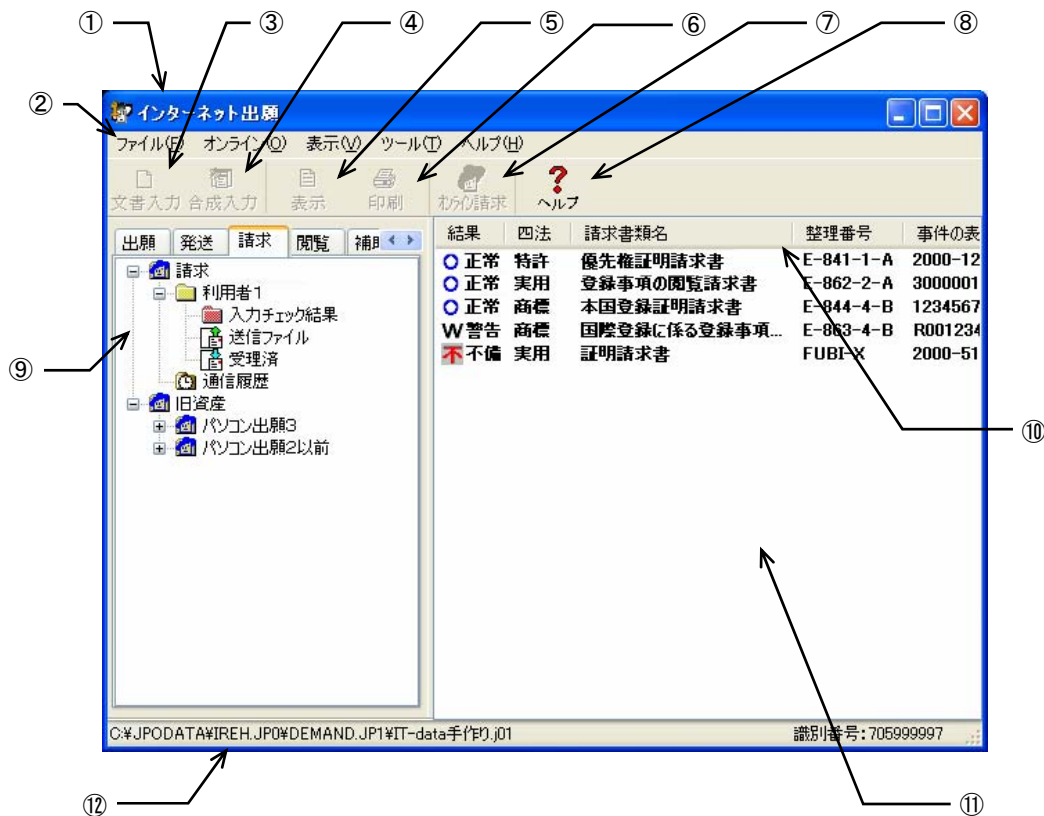 ① ③ ④ ⑤ ⑥ ⑦ ⑧
②
インターネット出願
ファイル(F) オンライン(O) 表示(V) ツール(T) ヘルプ(H)
文書入力 合成入力 表示 印刷 オンライン請求 ヘルプ
出願 発送 請求 閲覧
結果 四法 請求書類名 整理番号 事件の表
請求
利用者1
入力チェック結果
送信ファイル
受理済
通信履歴
旧資産
パソコン出願3
パソコン出願2以前
正常 特許 優先権証明請求書 E-841-1-A 2000-12
正常 実用 登録事項の閲覧請求書 E-862-2-A 3000001
正常 商標 本国登録証明請求書 E-844-4-B 1234567
W 警告 商標 国際登録に係る登録事項... E-863-4-B R001234
不 不備 実用 証明請求書 FUBI-X 2000-51
⑨
⑩
C:¥JPODATA¥IREH.JP0¥DEMAND.JP1¥IT-data手作り.j01 識別番号:705999997
⑫ ⑪